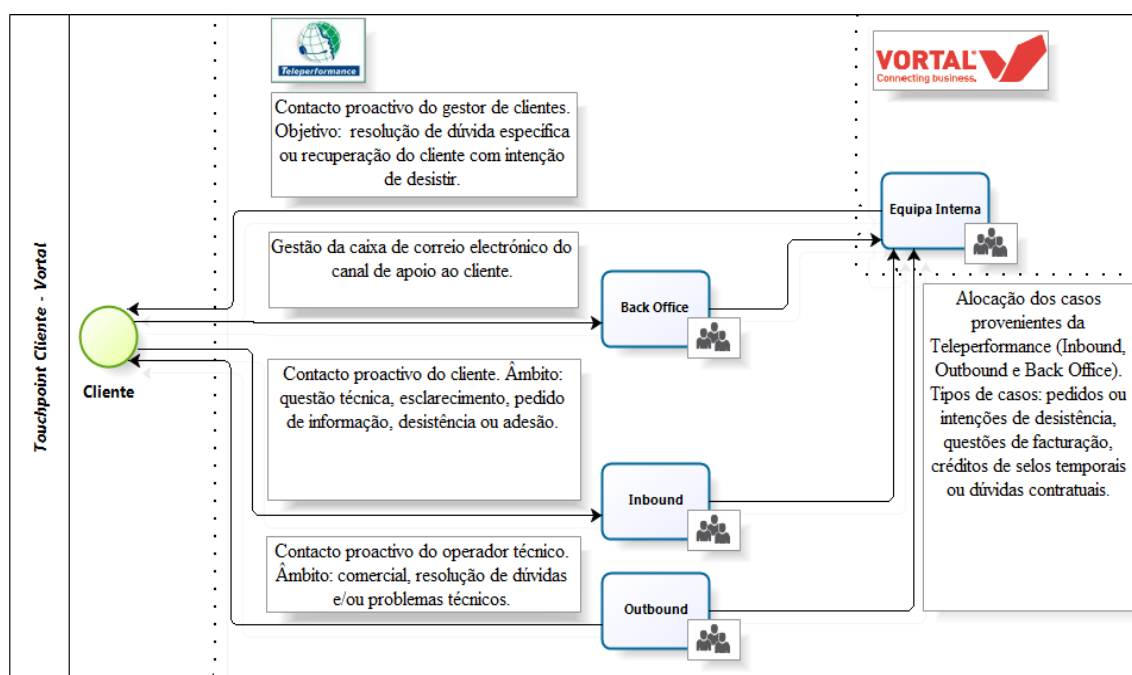 Touchpoint Cliente - Vortal
Teleperformance
VORTAL®
Connecting business.
Contacto proactivo do gestor de clientes.
Objetivo: resolução de dúvida específica
ou recuperação do cliente com intenção
de desistir.
Equipa Interna
Gestão da caixa de correio electrónico do
canal de apoio ao cliente.
Back Office
Alocação dos casos
provenientes da
Teleperformance (Inbound,
Outbound e Back Office).
Tipos de casos: pedidos ou
intenções de desistência,
questões de facturação,
créditos de selos temporais
ou dúvidas contratuais.
Cliente
Contacto proactivo do cliente. Âmbito:
questão técnica, esclarecimento, pedido
de informação, desistência ou adesão.
Inbound
Contacto proactivo do operador técnico.
Âmbito: comercial, resolução de dúvidas
e/ou problemas técnicos.
Outbound